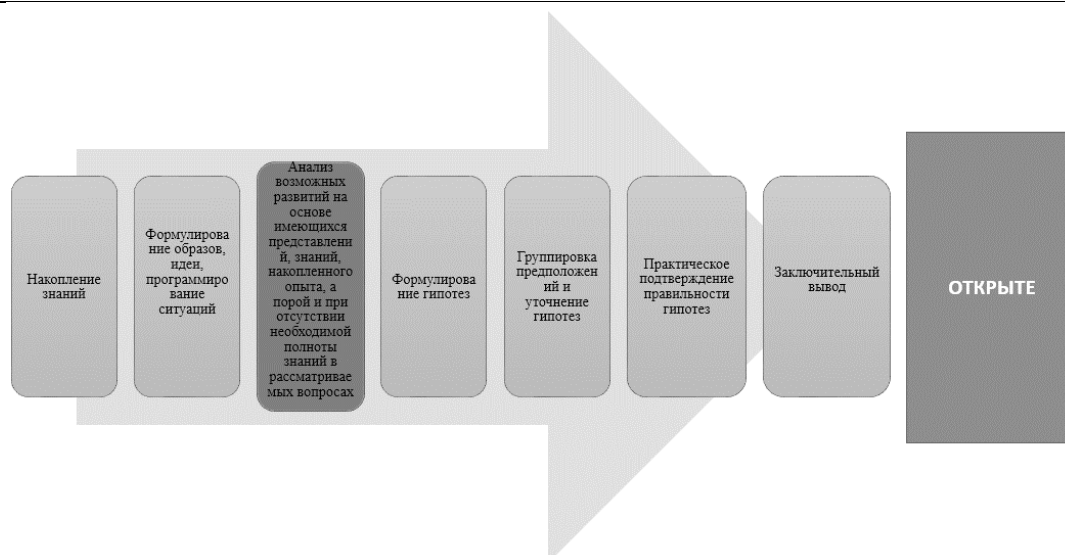 Накопление
знаний
Формулирова
ние образов,
идеи,
программиро
вание
ситуаций
Анализ
возможных
развитий на
основе
имеющихся
представлени
й, знаний,
накопленного
опыта, а
порой и при
отсутствии
необходимой
полноты
знаний в
рассматривае
мых вопросах
Формулирова
ние гипотез
Группировка
предположен
ий и
уточнение
гипотез
Практическое
подтверждение
правильности
гипотез
Заключительный
вывод
ОТКРЫТЕ